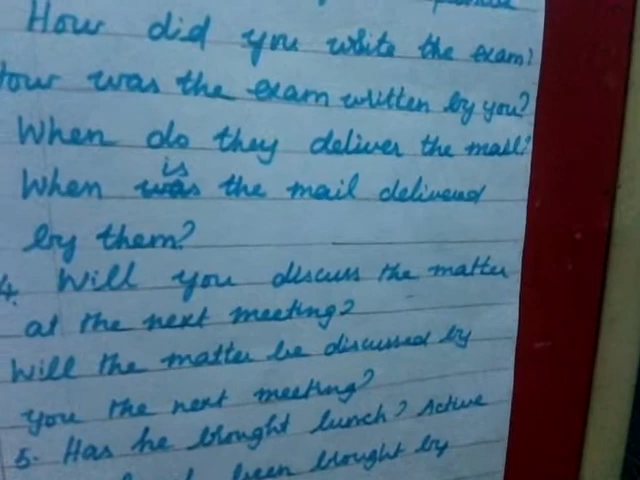 How did you write the exam?
How was the exam written by you?
When do they deliver the mail?
is
When was the mail delivered
by them?
4. Will you discuss the matter
at the next meeting?
Will the matter be discussed by
you the next meeting?
5. Has he brought lunch? Active
been brought by